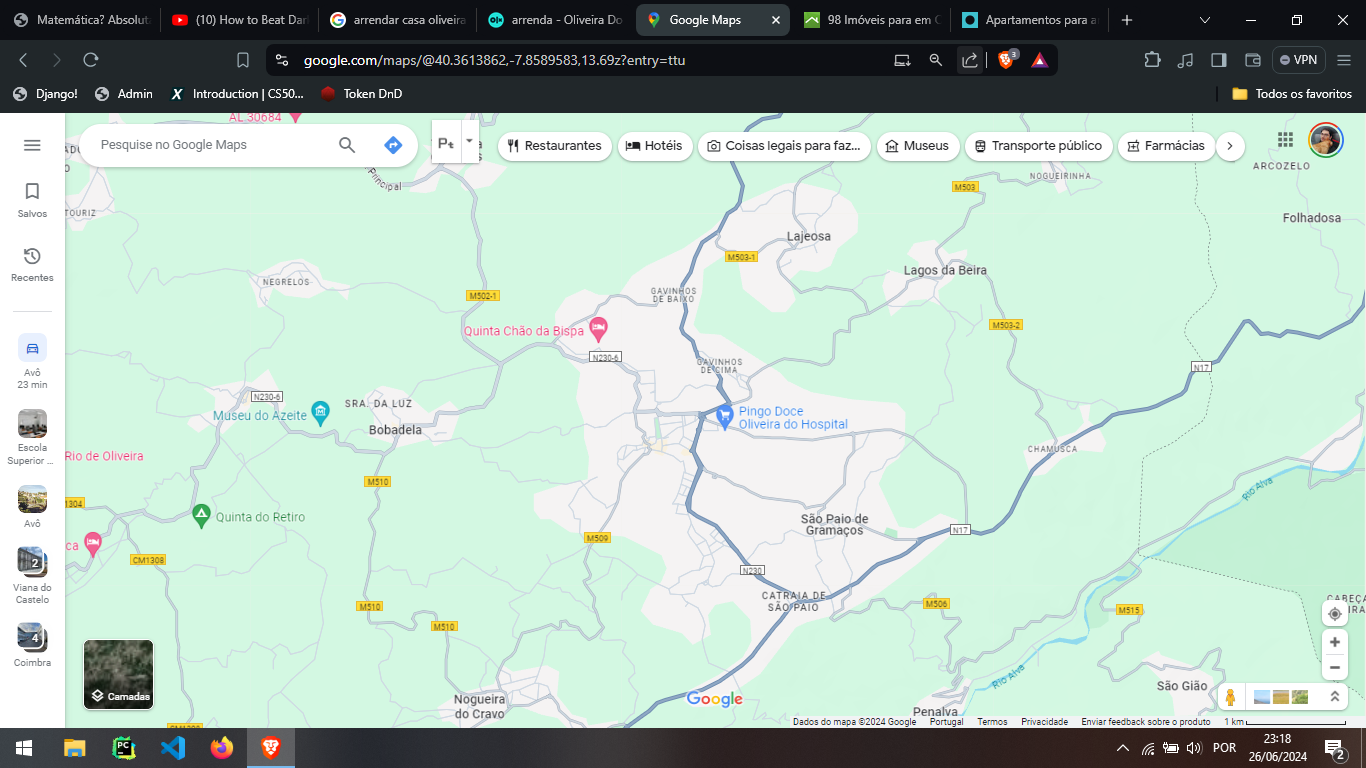 Matemática? Absolut
(10) How to Beat Dar
arrendar casa oliveira
arrenda - Oliveira Do
Google Maps
98 Imóveis para em
Apartamentos para a
google.com/maps/@40.3613862,-7.8589583,13.69z?entry=ttu
3
VPN
Django!
Admin
Introduction | CS50...
Token DnD
Todos os favoritos
AL 30684
Pesquise no Google Maps
Restaurantes
Hotéis
Coisas legais para faz...
Museus
Transporte público
Farmácias
Principal
M503
NOGUEIRINHA
ARCOZELO
Salvos
TOURIZ
Folhadosa
Lajeosa
M503-1
Recentes
Lagos da Beira
NEGRELOS
GAVINHOS
DE BAIXO
M502-1
Quinta Chão da Bispa
M503-2
N230-6
GAVINHOS
DE CIMA
N17
Avô
23 min
N230-6
SRA. DA LUZ
Museu do Azeite
Bobadela
Pingo Doce
Oliveira do Hospital
Escola
Superior ...
Rio de Oliveira
CHAMUSCA
M510
Rio Alva
1304
Quinta do Retiro
São Paio de
Gramaços
Avô
N17
ca
M509
CM1308
2
N230
Viana do
Castelo
CATRAIA DE
SÃO PAIO
M506
M515
M510
M510
4
Coimbra
Camadas
Rio Alva
São Gião
Nogueira
do Cravo
Google
Penalva
CM1308
Dados do mapa ©2024 Google
Portugal
Termos
Privacidade
Enviar feedback sobre o produto
1 km
POR
23:18
26/06/2024
2